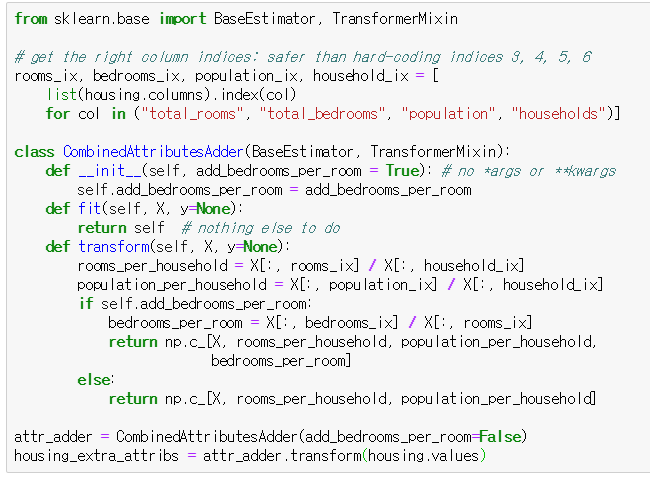 from sklearn.base import BaseEstimator, TransformerMixin

# get the right column indices: safer than hard-coding indices 3, 4, 5, 6
rooms_ix, bedrooms_ix, population_ix, household_ix = [
    list(housing.columns).index(col)
    for col in ("total_rooms", "total_bedrooms", "population", "households")]

class CombinedAttributesAdder(BaseEstimator, TransformerMixin):
    def __init__(self, add_bedrooms_per_room = True): # no *args or **kwargs
        self.add_bedrooms_per_room = add_bedrooms_per_room
    def fit(self, X, y=None):
        return self  # nothing else to do
    def transform(self, X, y=None):
        rooms_per_household = X[:, rooms_ix] / X[:, household_ix]
        population_per_household = X[:, population_ix] / X[:, household_ix]
        if self.add_bedrooms_per_room:
            bedrooms_per_room = X[:, bedrooms_ix] / X[:, rooms_ix]
            return np.c_[X, rooms_per_household, population_per_household,
                         bedrooms_per_room]
        else:
            return np.c_[X, rooms_per_household, population_per_household]

attr_adder = CombinedAttributesAdder(add_bedrooms_per_room=False)
housing_extra_attribs = attr_adder.transform(housing.values)